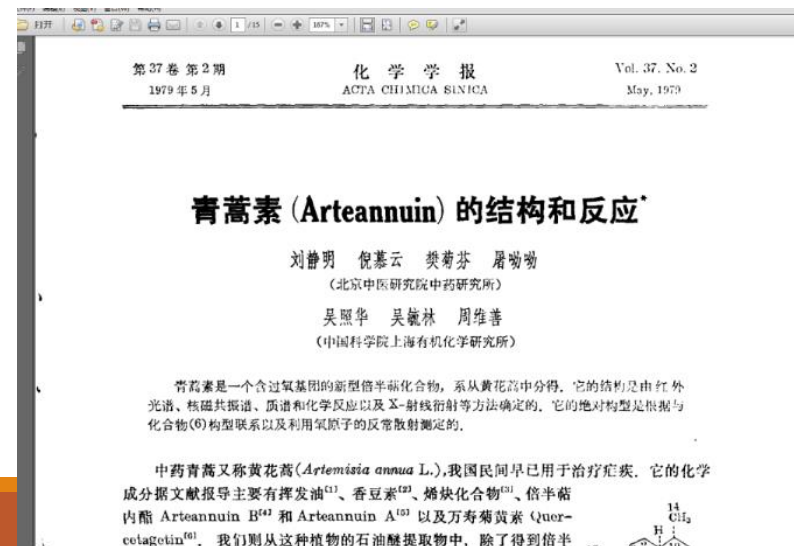 打开 1 /15 167%
第37卷 第2期 化学学报 Vol. 37. No. 2
1979年5月 ACTA CHIMICA SINICA May, 1979
青蒿素(Arteannuin)的结构和反应*
刘静明 倪慕云 樊菊芬 屠呦呦
(北京中医研究院中药研究所)
吴照华 吴毓林 周维善
(中国科学院上海有机化学研究所)
青蒿素是一个含过氧基团的新型倍半萜化合物, 系从黄花蒿中分得. 它的结构是由红外
光谱、核磁共振谱、质谱和化学反应以及 X-射线衍射等方法确定的. 它的绝对构型是根据与
化合物(6)构型联系以及利用氧原子的反常散射测定的.
中药青蒿又称黄花蒿(Artemisia annua L.),我国民间早已用于治疗疟疾. 它的化学
成分据文献报导主要有挥发油[1]、香豆素[2]、烯炔化合物[3]、倍半萜
内酯 Arteannuin B[4] 和 Arteannuin A[5] 以及万寿菊黄素 (Quer-
cetagetin[6]. 我们则从这种植物的石油醚提取物中, 除了得到倍半
14
CH3
H